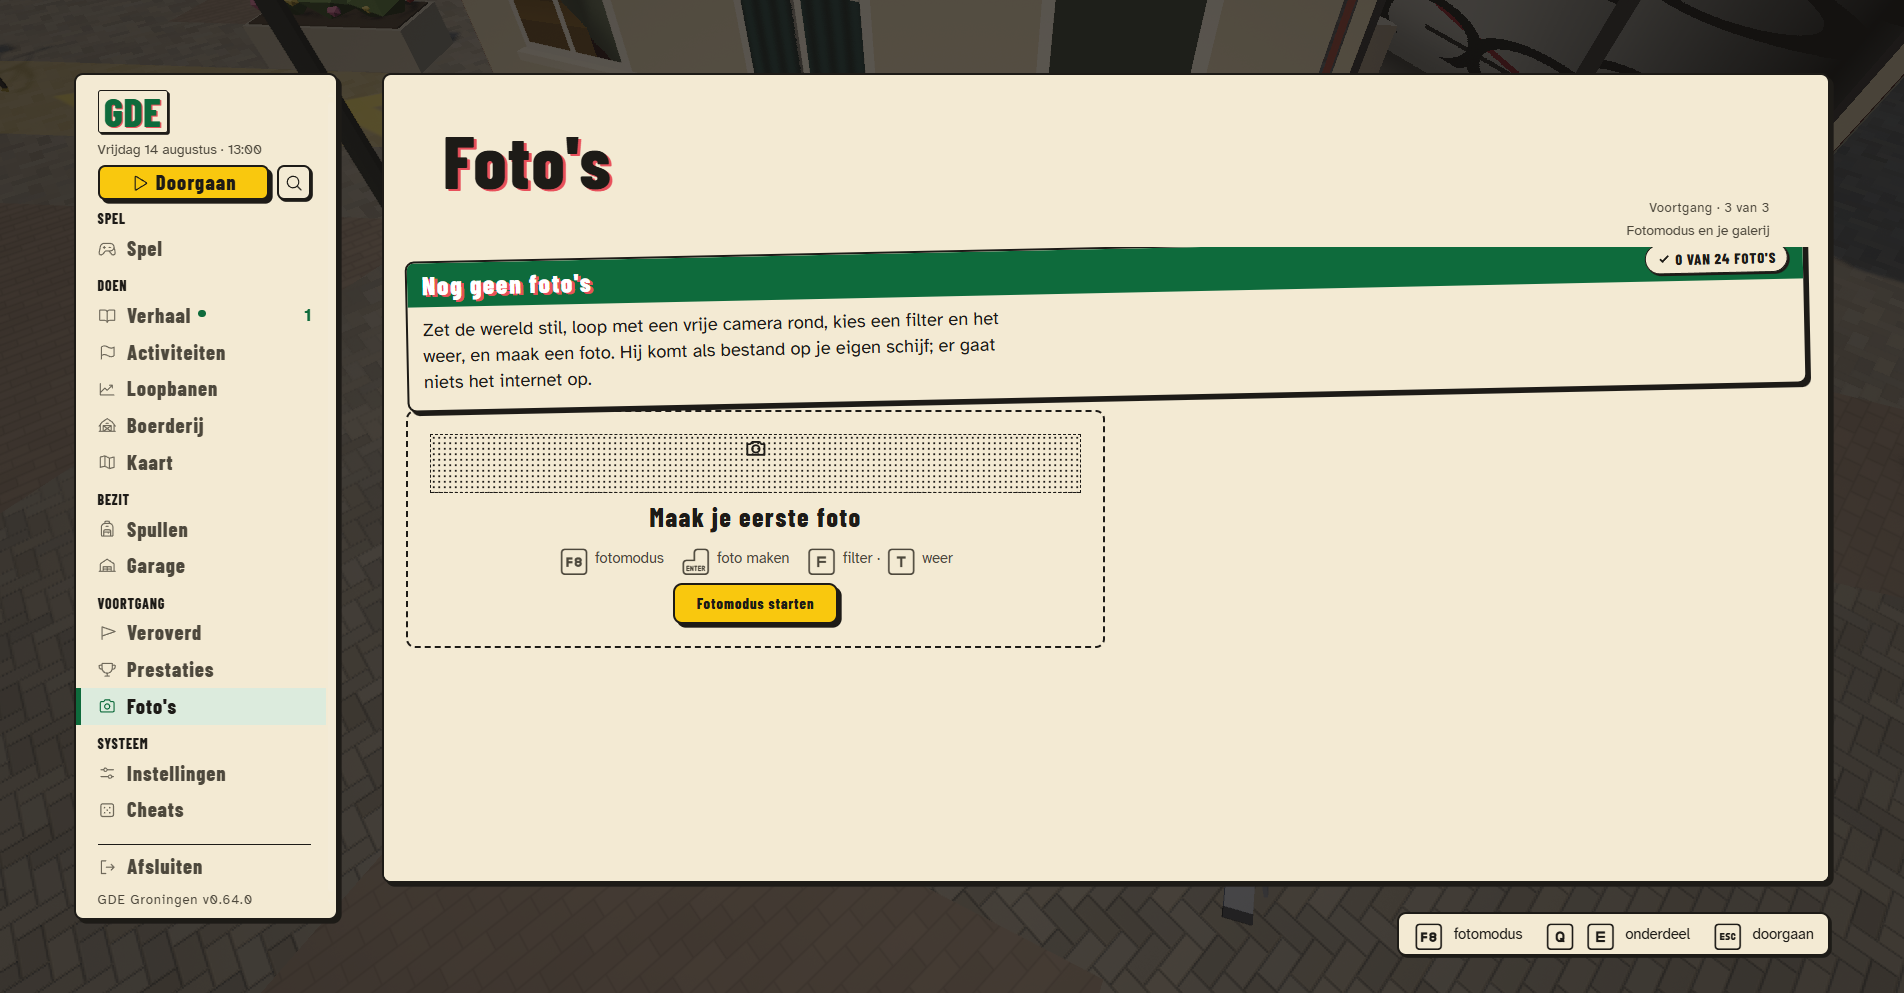 GDE
Vrijdag 14 augustus · 13:00
Doorgaan
SPEL
Spel
DOEN
Verhaal 1
Activiteiten
Loopbanen
Boerderij
Kaart
BEZIT
Spullen
Garage
VOORTGANG
Veroverd
Prestaties
Foto's
SYSTEEM
Instellingen
Cheats
Afsluiten
GDE Groningen v0.64.0
Foto's
Voortgang · 3 van 3
Fotomodus en je galerij
Nog geen foto's
0 VAN 24 FOTO'S
Zet de wereld stil, loop met een vrije camera rond, kies een filter en het
weer, en maak een foto. Hij komt als bestand op je eigen schijf; er gaat
niets het internet op.
Maak je eerste foto
F8 fotomodus ENTER foto maken F filter · T weer
Fotomodus starten
F8 fotomodus Q E onderdeel ESC doorgaan